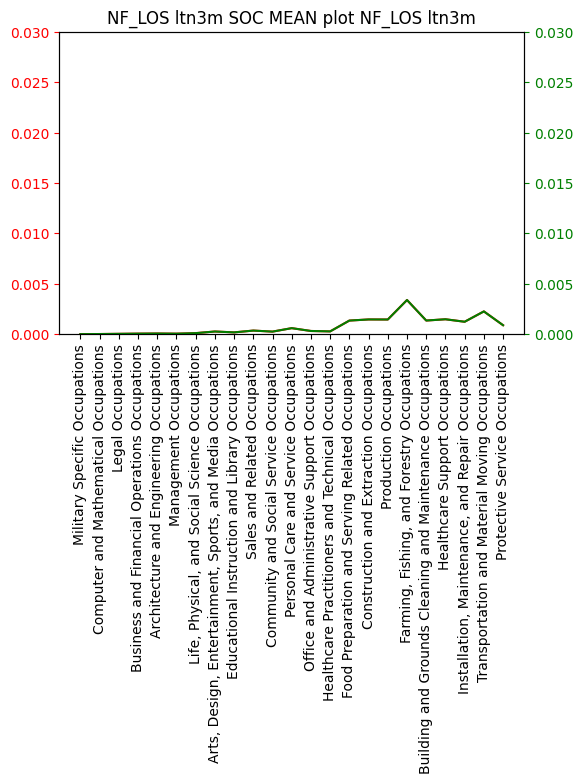 NF_LOS ltn3m SOC MEAN plot NF_LOS ltn3m
0.030
0.025
0.020
0.015
0.010
0.005
0.000
0.030
0.025
0.020
0.015
0.010
0.005
0.000
Military Specific Occupations
Computer and Mathematical Occupations
Legal Occupations
Business and Financial Operations Occupations
Architecture and Engineering Occupations
Management Occupations
Life, Physical, and Social Science Occupations
Arts, Design, Entertainment, Sports, and Media Occupations
Educational Instruction and Library Occupations
Sales and Related Occupations
Community and Social Service Occupations
Personal Care and Service Occupations
Office and Administrative Support Occupations
Healthcare Practitioners and Technical Occupations
Food Preparation and Serving Related Occupations
Construction and Extraction Occupations
Production Occupations
Farming, Fishing, and Forestry Occupations
Building and Grounds Cleaning and Maintenance Occupations
Healthcare Support Occupations
Installation, Maintenance, and Repair Occupations
Transportation and Material Moving Occupations
Protective Service Occupations